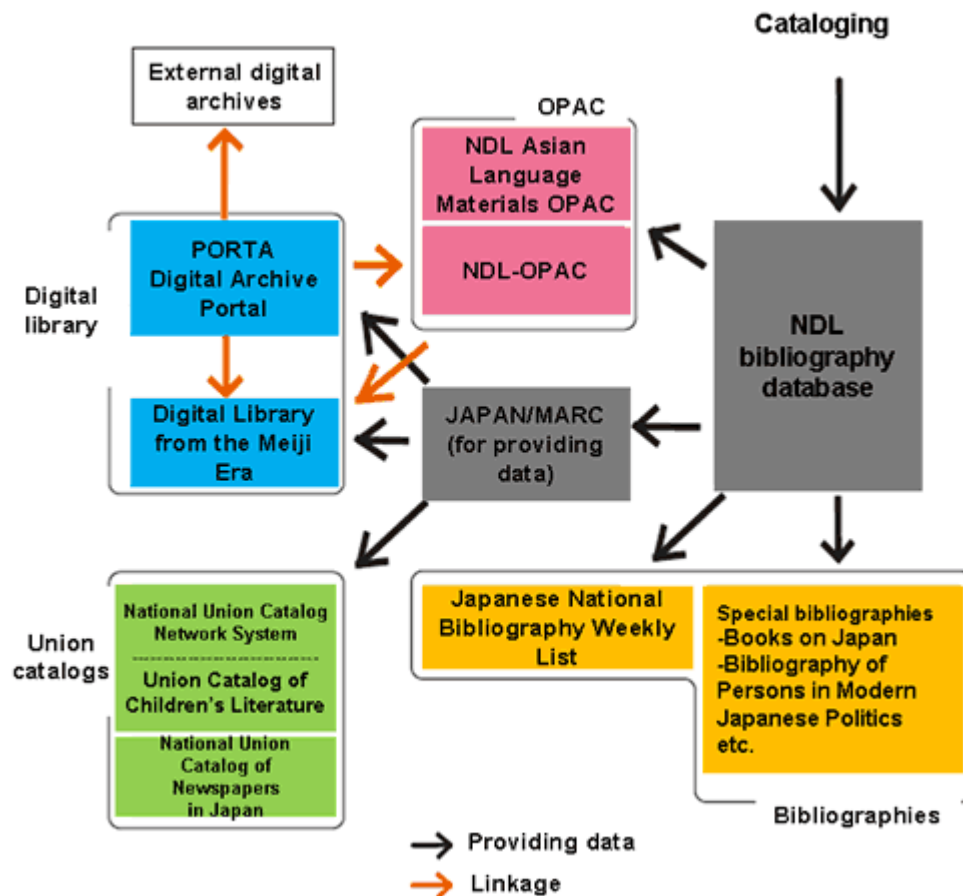 Cataloging
External digital
archives
OPAC
NDL Asian
Language
Materials OPAC
NDL-OPAC
PORTA
Digital Archive
Portal
Digital
library
NDL
bibliography
database
Digital Library
from the Meiji
Era
JAPAN/MARC
(for providing
data)
National Union Catalog
Network System
Union Catalog of
Children's Literature
Union
catalogs
National Union
Catalog of
Newspapers
in Japan
Japanese National
Bibliography Weekly
List
Special bibliographies
-Books on Japan
-Bibliography of
Persons in Modern
Japanese Politics
etc.
Bibliographies
Providing data
Linkage